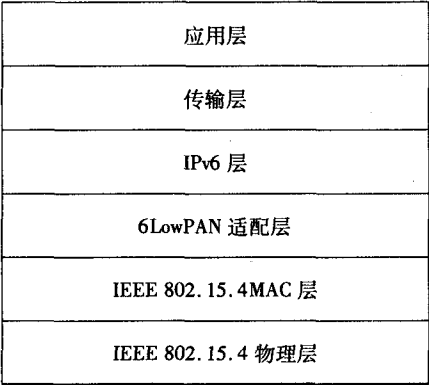 应用层
传输层
IPv6 层
6LowPAN 适配层
IEEE 802.15.4MAC 层
IEEE 802.15.4 物理层